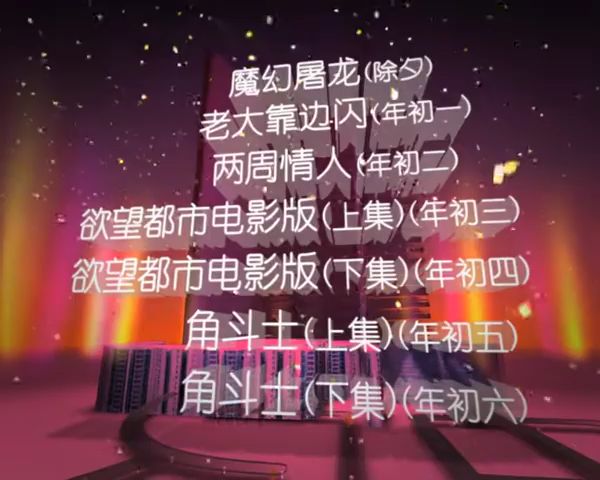 魔幻屠龙(除夕)
老大靠边闪(年初一)
两周情人(年初二)
欲望都市电影版(上集)(年初三)
欲望都市电影版(下集)(年初四)
角斗士(上集)(年初五)
角斗士(下集)(年初六)